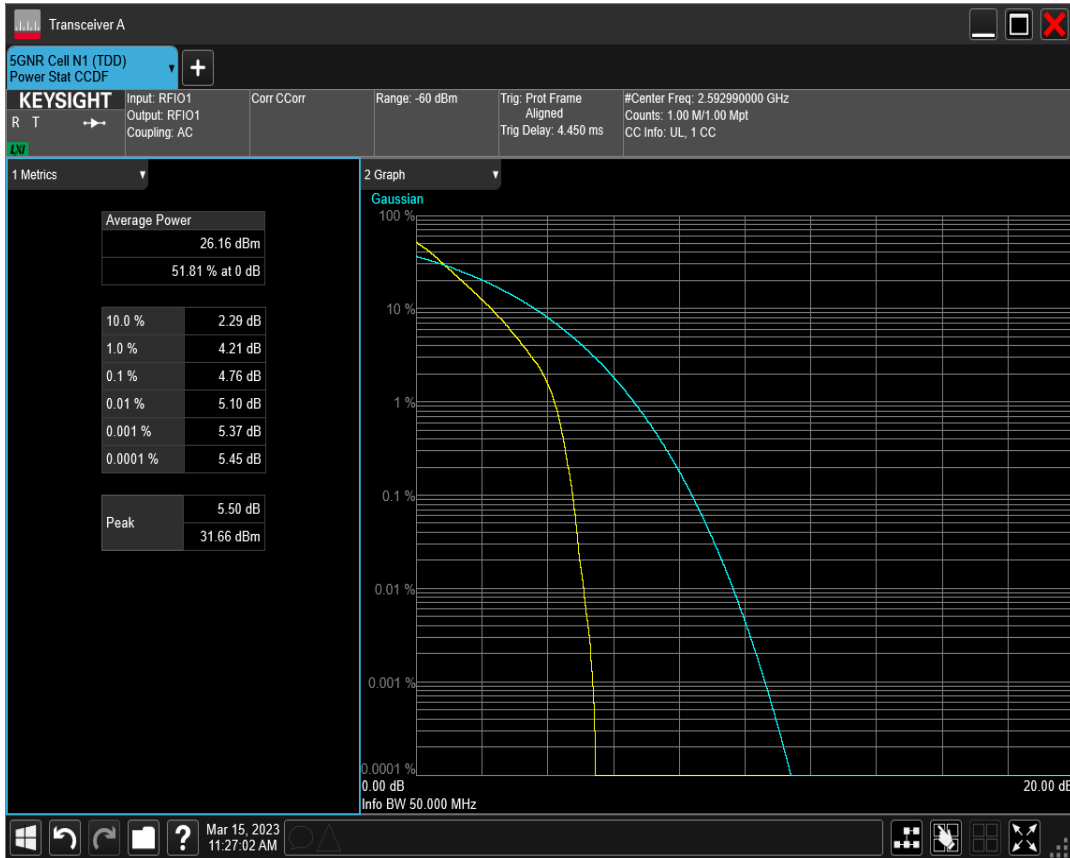 Transceiver A
5GNR Cell N1 (TDD)
Power Stat CCDF
+
KEYSIGHT
R T
LXI
Input: RFIO1
Output: RFIO1
Coupling: AC
Corr CCorr
Range: -60 dBm
Trig: Prot Frame
Aligned
Trig Delay: 4.450 ms
#Center Freq: 2.592990000 GHz
Counts: 1.00 M/1.00 Mpt
CC Info: UL, 1 CC
1 Metrics
Average Power
26.16 dBm
51.81 % at 0 dB
10.0 % 2.29 dB
1.0 % 4.21 dB
0.1 % 4.76 dB
0.01 % 5.10 dB
0.001 % 5.37 dB
0.0001 % 5.45 dB
Peak
5.50 dB
31.66 dBm
2 Graph
Gaussian
100 %
10 %
1 %
0.1 %
0.01 %
0.001 %
0.0001 %
0.00 dB
20.00 dB
Info BW 50.000 MHz
?
Mar 15, 2023
11:27:02 AM